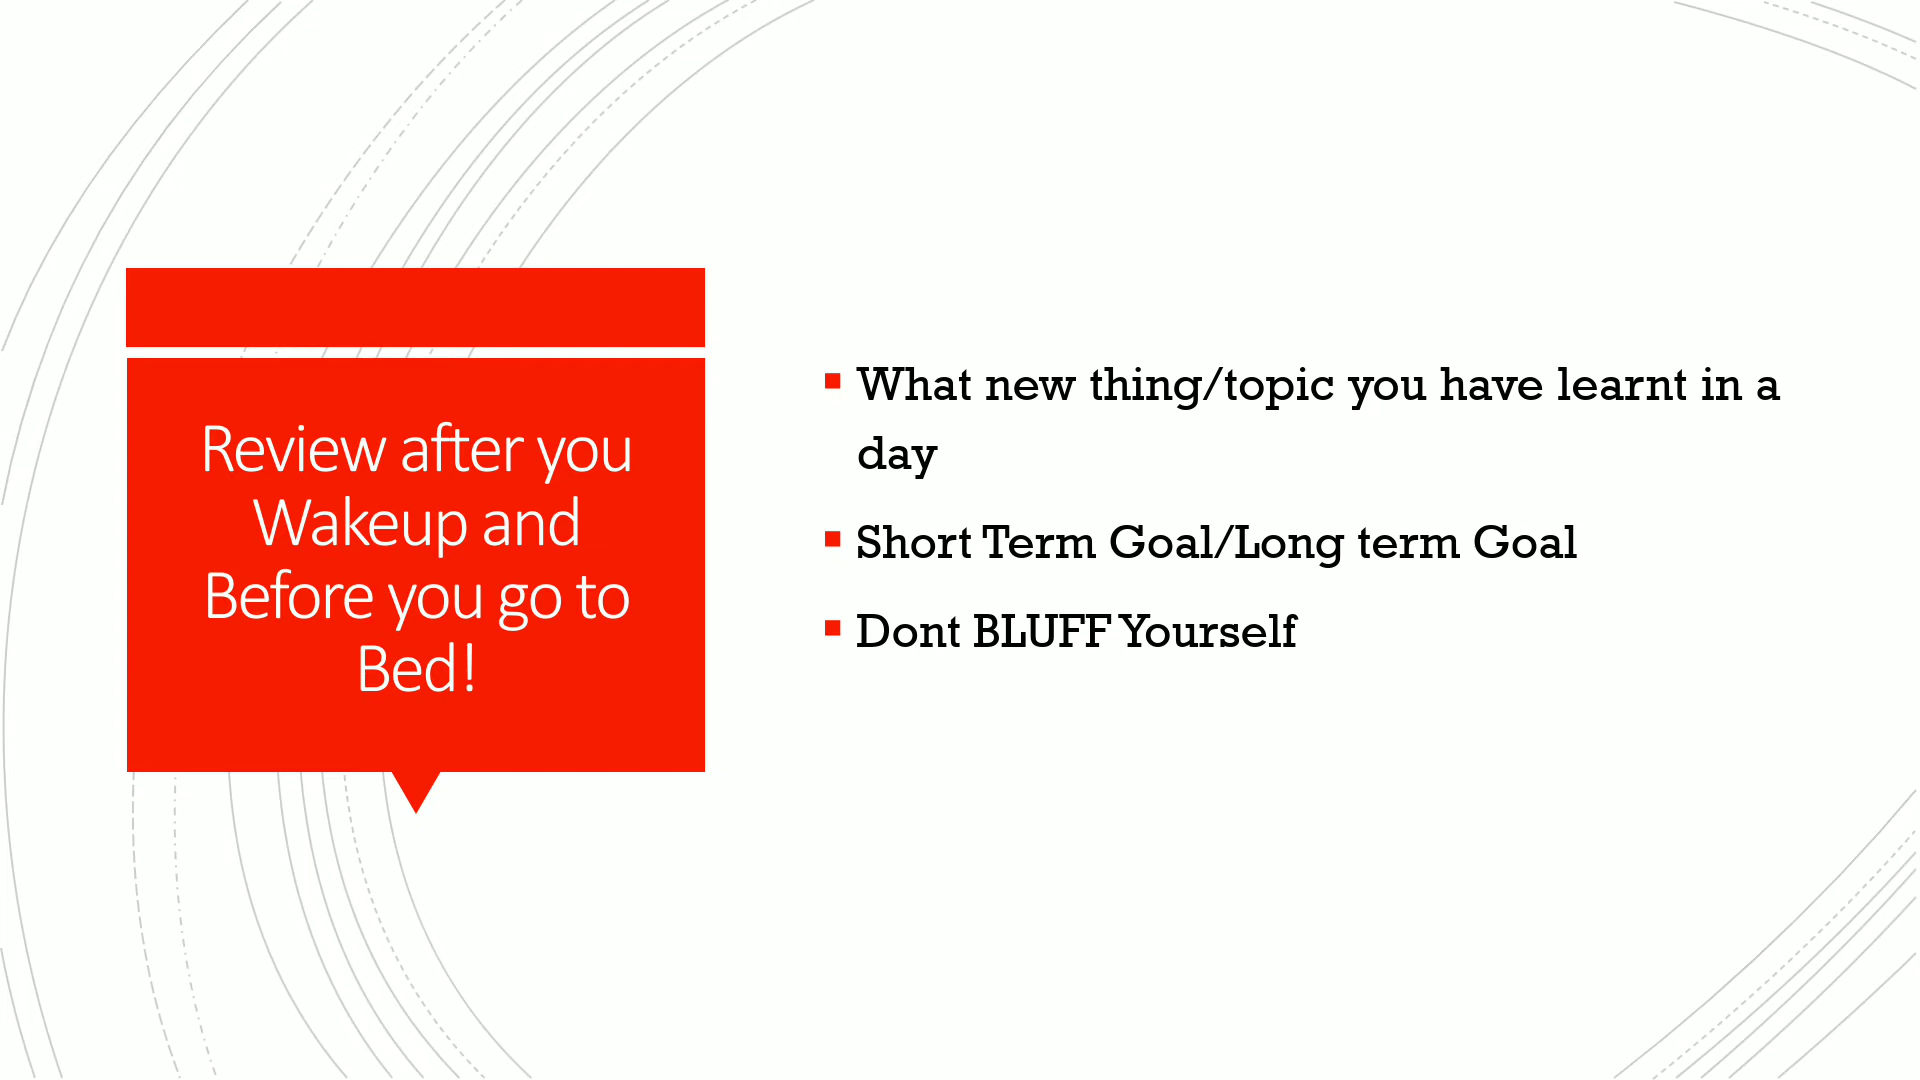 Review after you
Wakeup and
Before you go to
Bed!
What new thing/topic you have learnt in a
day
Short Term Goal/Long term Goal
Dont BLUFF Yourself